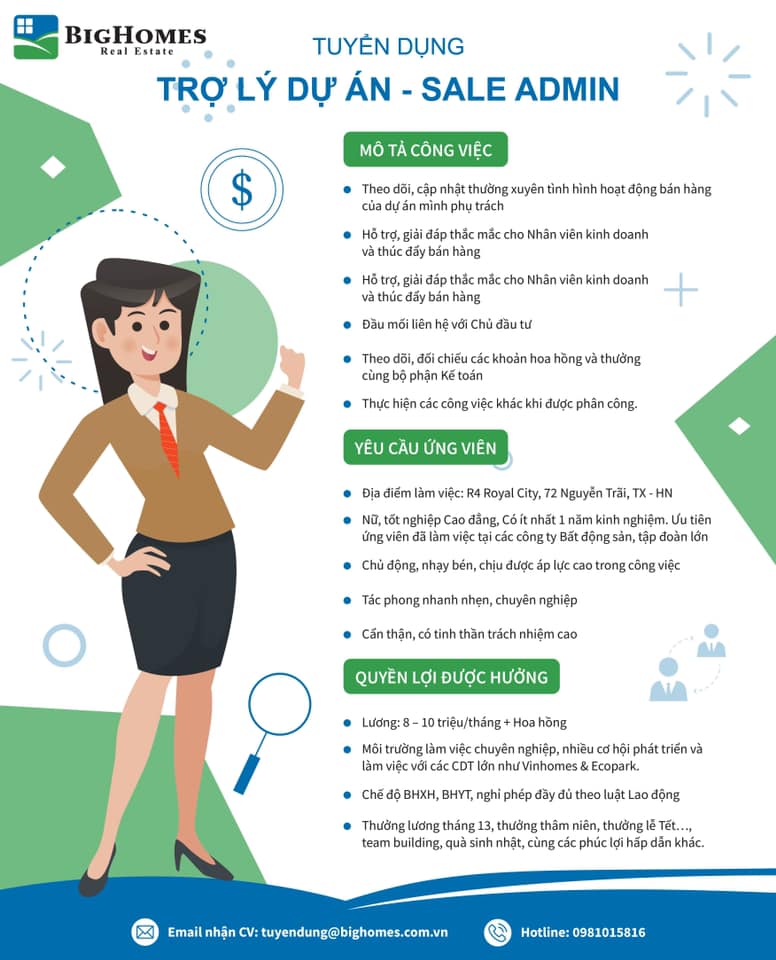 BIGHOMES
Real Estate
TUYỂN DỤNG
TRỢ LÝ DỰ ÁN - SALE ADMIN
$
MÔ TẢ CÔNG VIỆC
Theo dõi, cập nhật thường xuyên tình hình hoạt động bán hàng
của dự án mình phụ trách
Hỗ trợ, giải đáp thắc mắc cho Nhân viên kinh doanh
và thúc đẩy bán hàng
Hỗ trợ, giải đáp thắc mắc cho Nhân viên kinh doanh
và thúc đẩy bán hàng
Đầu mối liên hệ với Chủ đầu tư
Theo dõi, đối chiếu các khoản hoa hồng và thưởng
cùng bộ phận Kế toán
Thực hiện các công việc khác khi được phân công.
YÊU CẦU ỨNG VIÊN
Địa điểm làm việc: R4 Royal City, 72 Nguyễn Trãi, TX - HN
Nữ, tốt nghiệp Cao đẳng, Có ít nhất 1 năm kinh nghiệm. Ưu tiên
ứng viên đã làm việc tại các công ty Bất động sản, tập đoàn lớn
Chủ động, nhạy bén, chịu được áp lực cao trong công việc
Tác phong nhanh nhẹn, chuyên nghiệp
Cẩn thận, có tinh thần trách nhiệm cao
QUYỀN LỢI ĐƯỢC HƯỞNG
Lương: 8 – 10 triệu/tháng + Hoa hồng
Môi trường làm việc chuyên nghiệp, nhiều cơ hội phát triển và
làm việc với các CDT lớn như Vinhomes & Ecopark.
Chế độ BHXH, BHYT, nghỉ phép đầy đủ theo luật Lao động
Thưởng lương tháng 13, thưởng thâm niên, thưởng lễ Tết...,
team building, quà sinh nhật, cùng các phúc lợi hấp dẫn khác.
Email nhận CV: tuyendung@bighomes.com.vn
Hotline: 0981015816